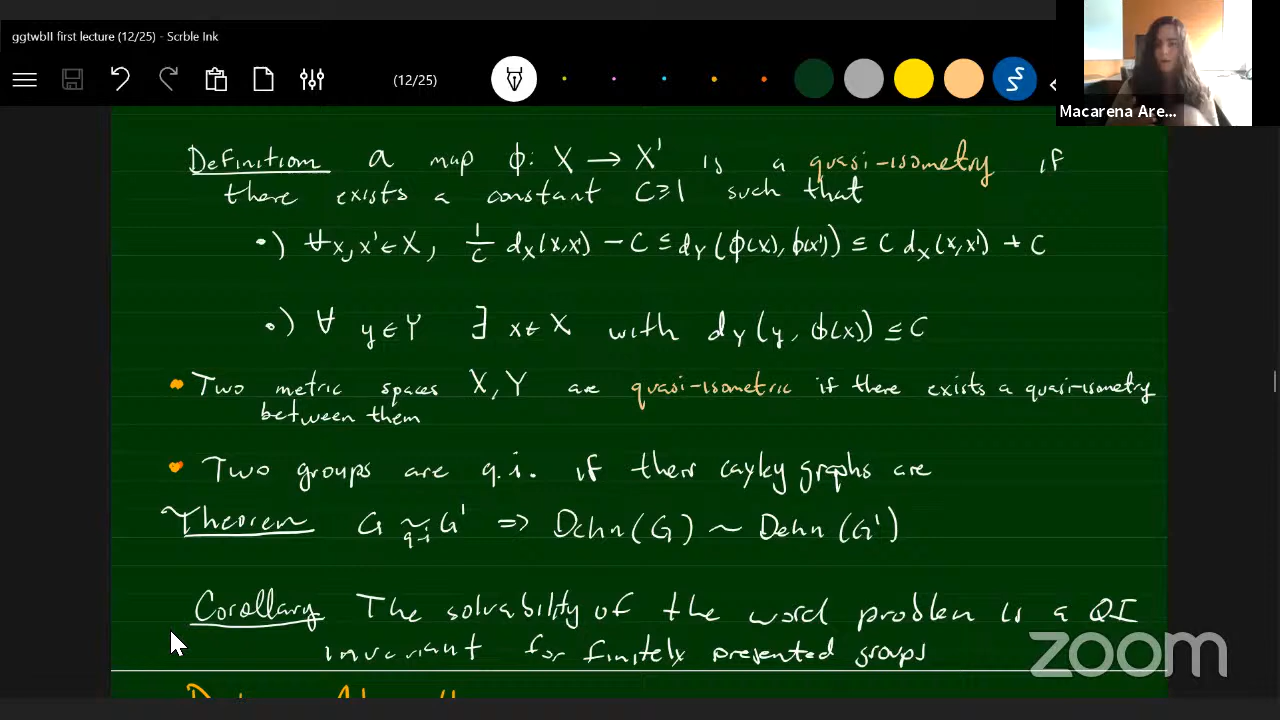 ggtwbII first lecture (12/25) - Scrble Ink
(12/25)
Macarena Are...
Definition a map ϕ: X → X' is a quasi-isometry if
there exists a constant C≥1 such that
•) ∀x,x'∈X, 1/C d_X(x,x') - C ≤ d_Y(ϕ(x),ϕ(x')) ≤ C d_X(x,x') + C
•) ∀ y∈Y ∃ x∈X with d_Y(y, ϕ(x)) ≤ C
• Two metric spaces X, Y are quasi-isometric if there exists a quasi-isometry
between them
• Two groups are q.i. if their cayley graphs are
Theorem G ~q.i G' => Dehn(G) ~ Dehn(G')
Corollary The solvability of the word problem is a QI
invariant for finitely presented groups
zoom